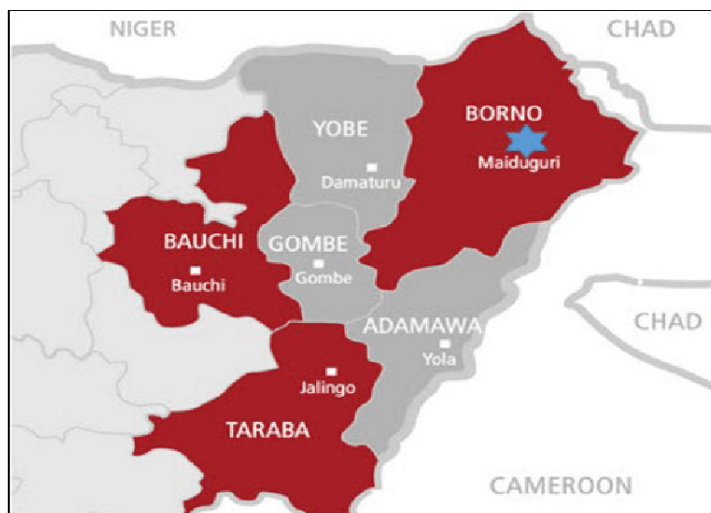 NIGER
CHAD
YOBE
BORNO
Damaturu
Maiduguri
BAUCHI
GOMBE
Bauchi
Gombe
CHAD
ADAMAWA
Yola
Jalingo
TARABA
CAMEROON